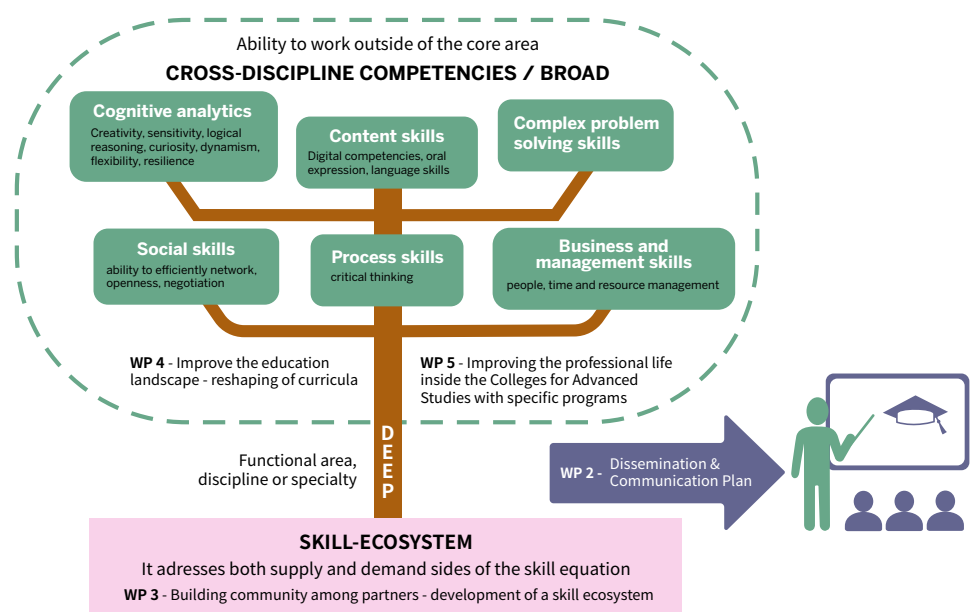 Ability to work outside of the core area
CROSS-DISCIPLINE COMPETENCIES / BROAD
Cognitive analytics
Creativity, sensitivity, logical
reasoning, curiosity, dynamism,
flexibility, resilience
Content skills
Digital competencies, oral
expression, language skills
Complex problem
solving skills
Social skills
ability to efficiently network,
openness, negotiation
Process skills
critical thinking
Business and
management skills
people, time and resource management
WP 4 - Improve the education
landscape - reshaping of curricula
WP 5 - Improving the professional life
inside the Colleges for Advanced
Studies with specific programs
DEEP
Functional area,
discipline or specialty
WP 2 - Dissemination &
Communication Plan
SKILL-ECOSYSTEM
It adresses both supply and demand sides of the skill equation
WP 3 - Building community among partners - development of a skill ecosystem